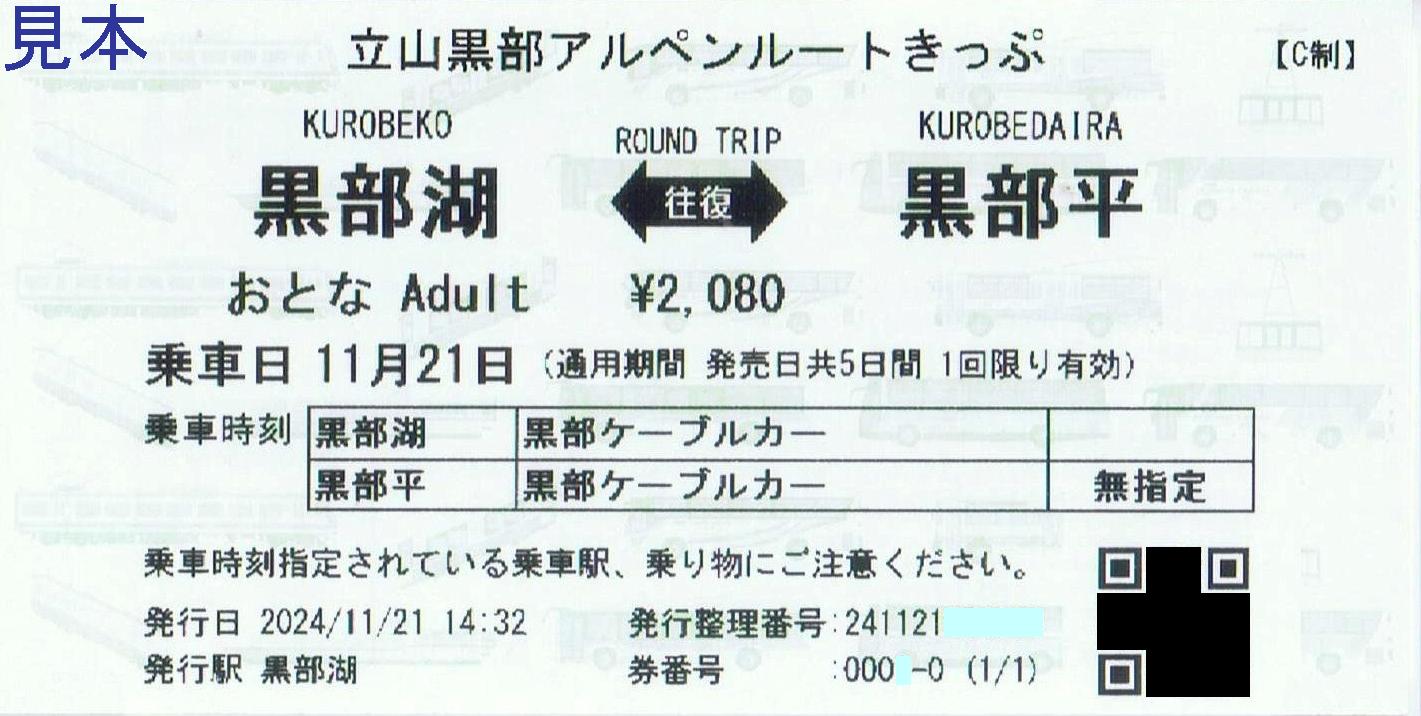 見本
立山黒部アルペンルートきっぷ 【C制】
KUROBEKO ROUND TRIP KUROBEDAIRA
黒部湖 往復 黒部平
おとな Adult ¥2,080
乗車日 11月21日 (通用期間 発売日共5日間 1回限り有効)
乗車時刻 黒部湖 黒部ケーブルカー
黒部平 黒部ケーブルカー 無指定
乗車時刻指定されている乗車駅、乗り物にご注意ください。
発行日 2024/11/21 14:32 発行整理番号:241121
発行駅 黒部湖 券番号 :000 -0 (1/1)